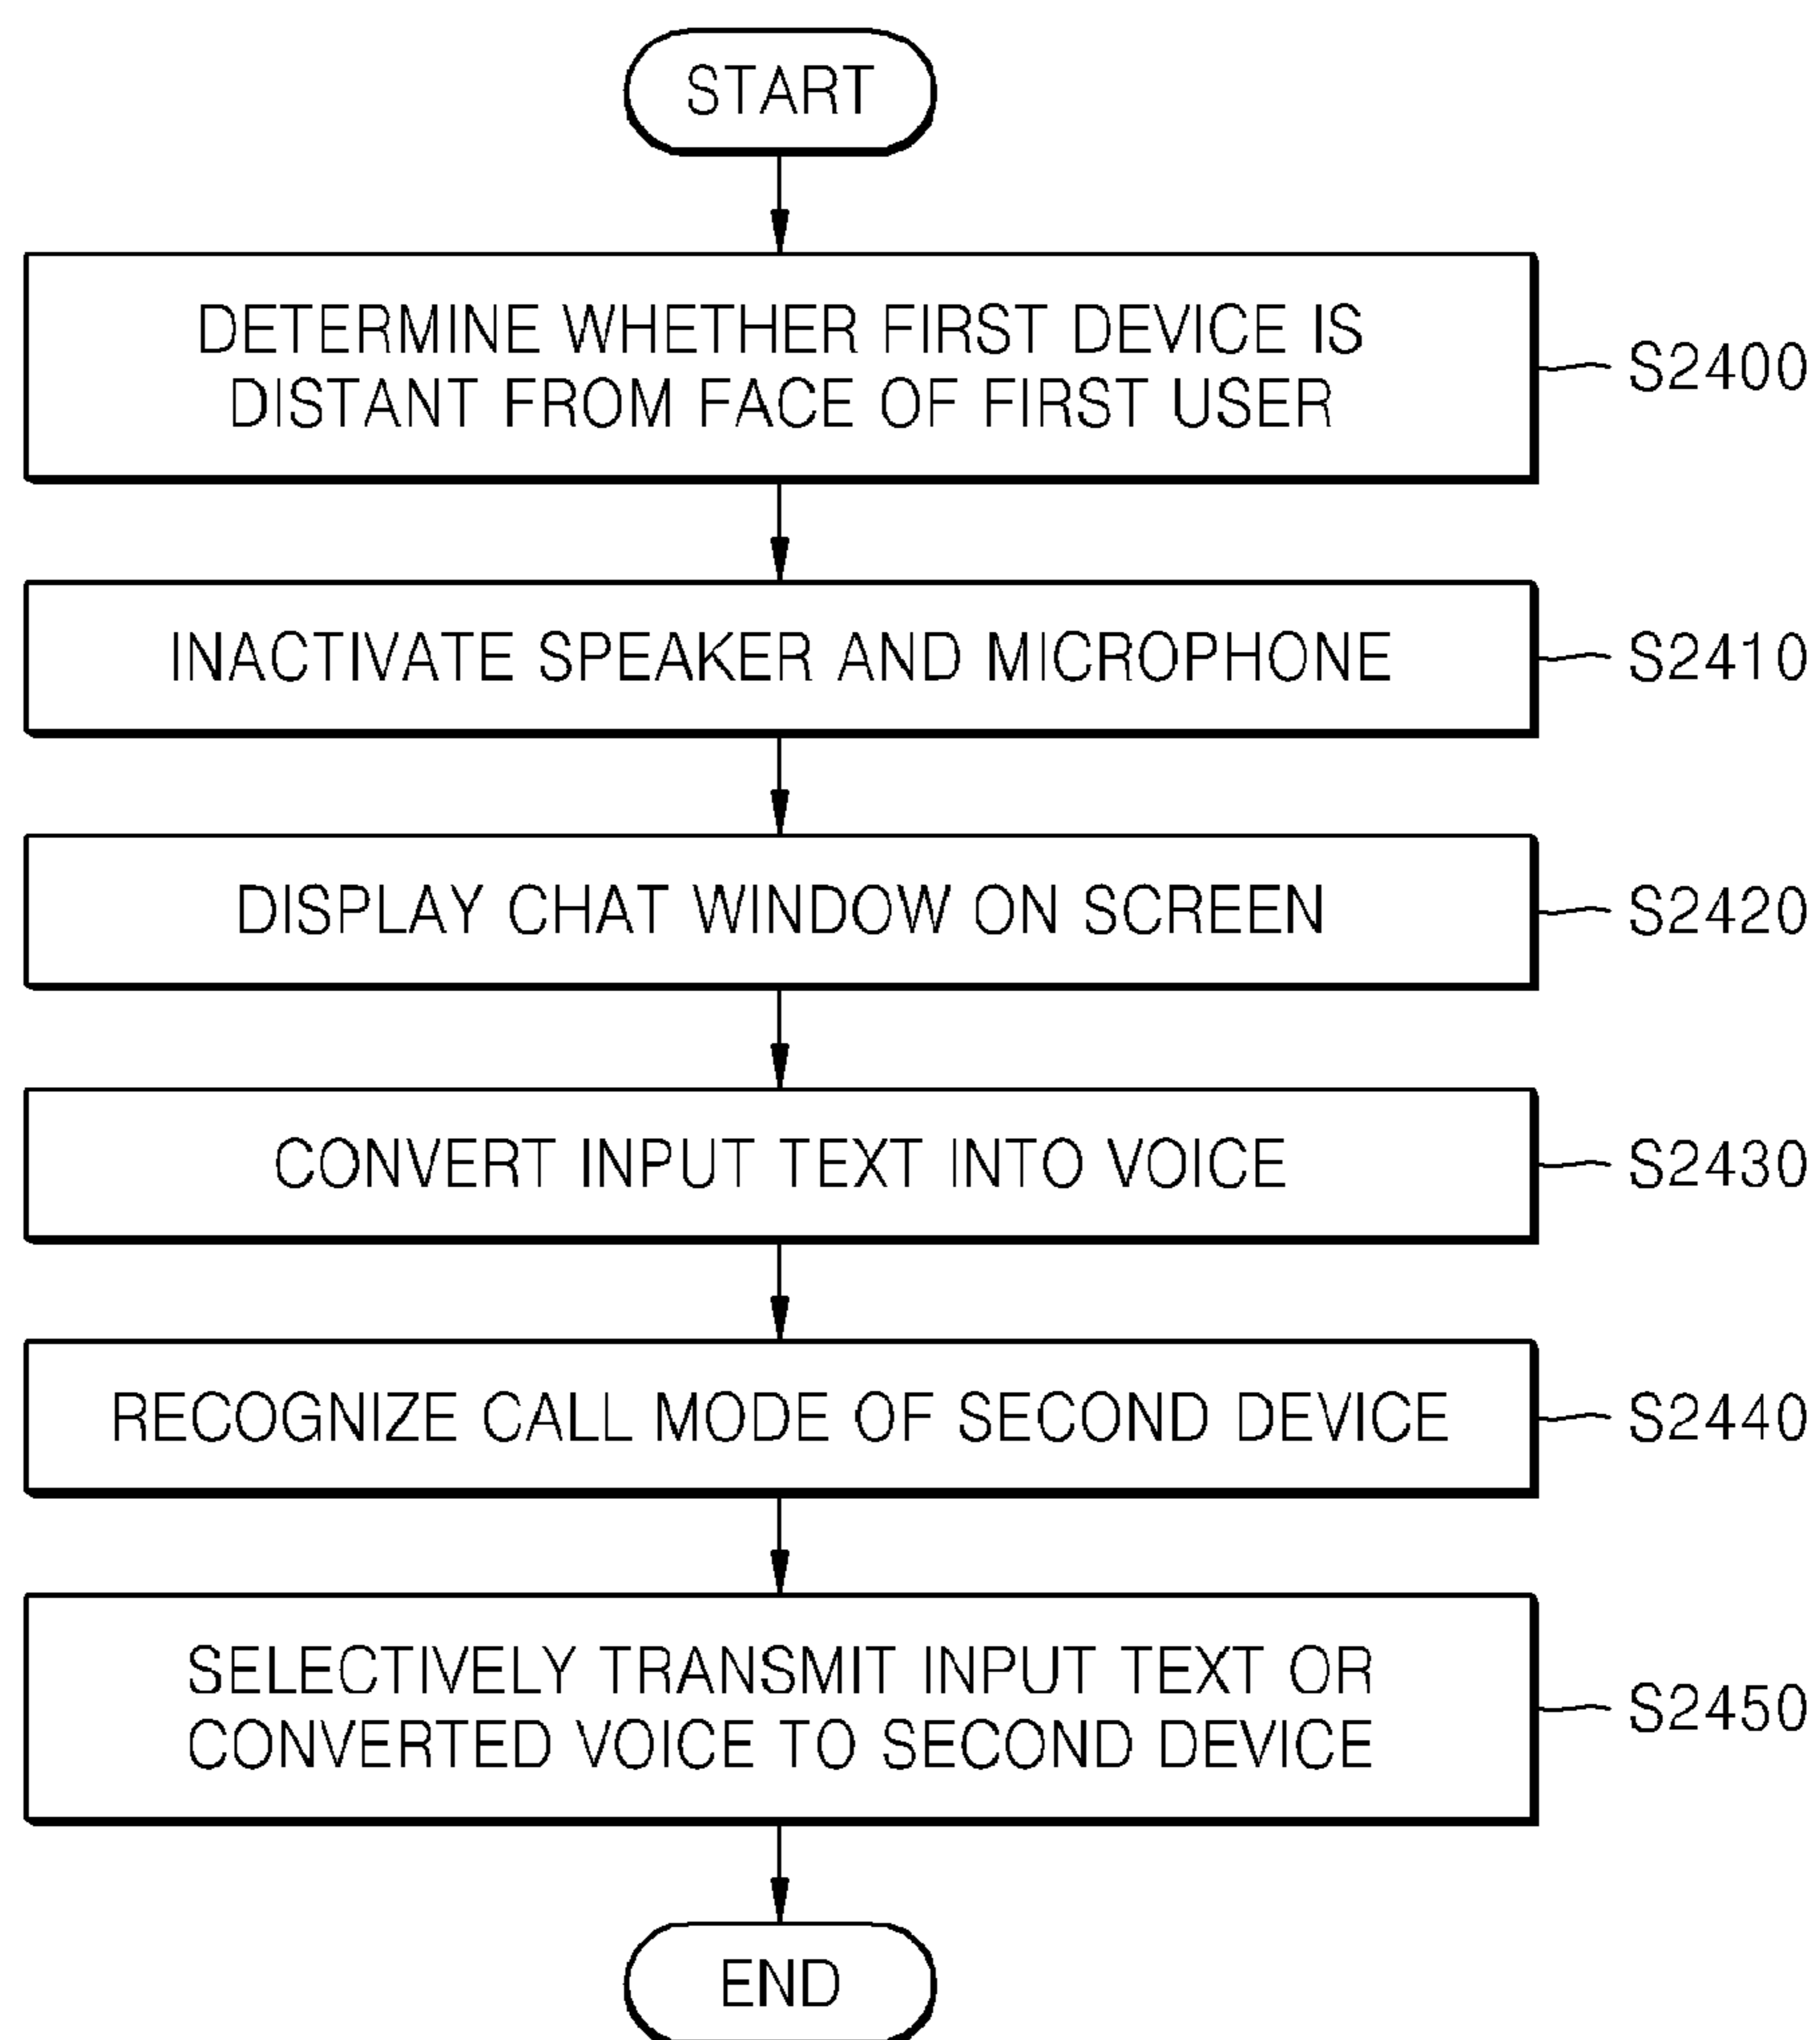 START
DETERMINE WHETHER FIRST DEVICE IS
DISTANT FROM FACE OF FIRST USER
S2400
INACTIVATE SPEAKER AND MICROPHONE
S2410
DISPLAY CHAT WINDOW ON SCREEN
S2420
CONVERT INPUT TEXT INTO VOICE
S2430
RECOGNIZE CALL MODE OF SECOND DEVICE
S2440
SELECTIVELY TRANSMIT INPUT TEXT OR
CONVERTED VOICE TO SECOND DEVICE
S2450
END